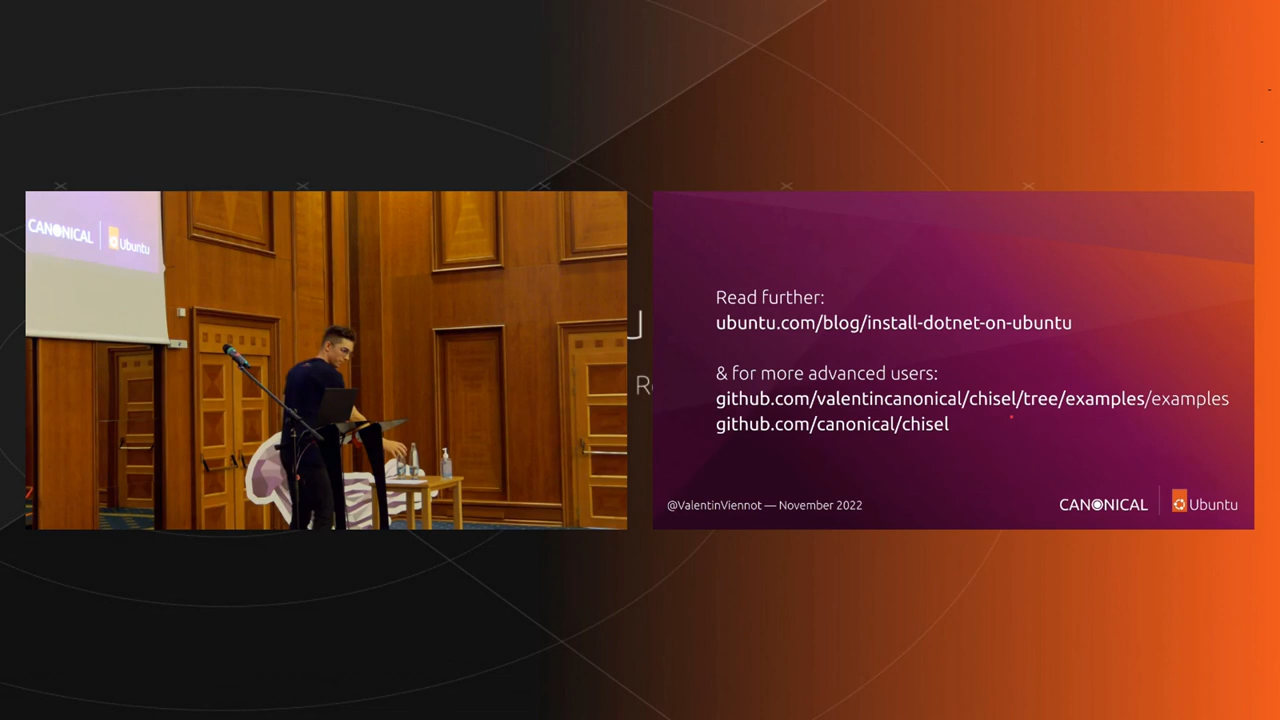 CANONICAL
Ubuntu
Read further:
ubuntu.com/blog/install-dotnet-on-ubuntu
& for more advanced users:
github.com/valentincanonical/chisel/tree/examples/examples
github.com/canonical/chisel
@ValentinViennot — November 2022
CANONICAL
Ubuntu